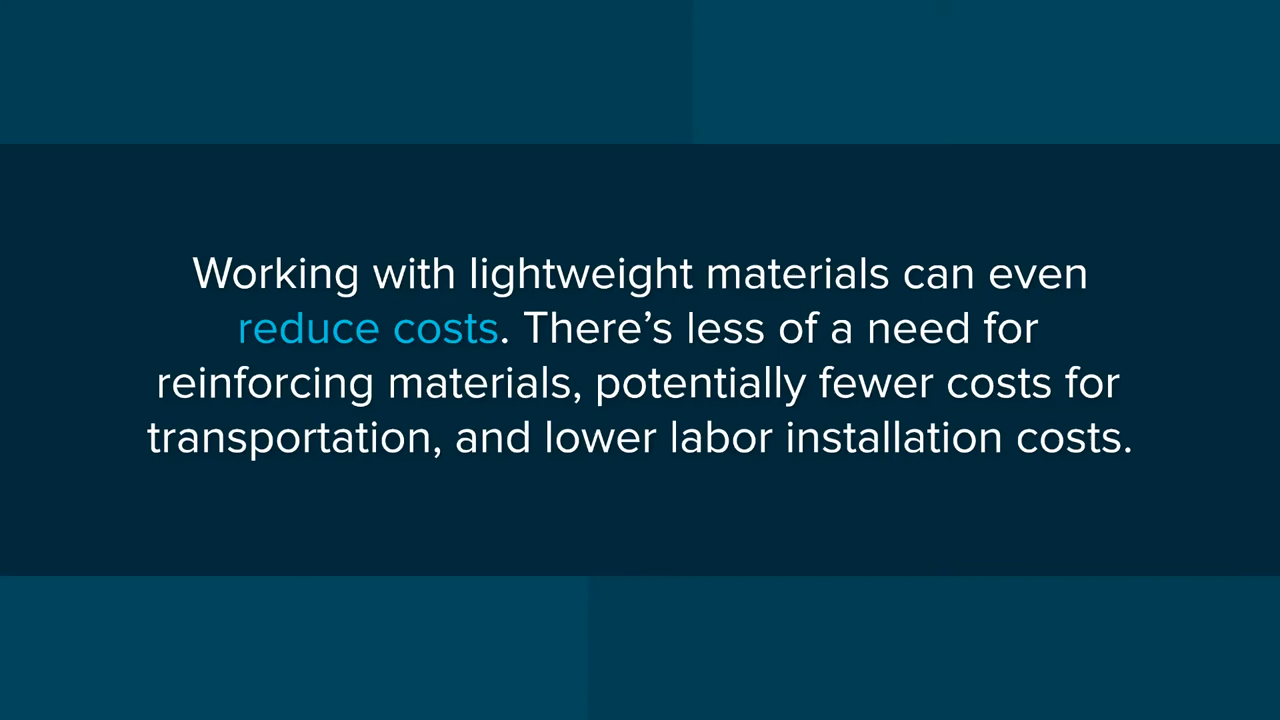 Working with lightweight materials can even
reduce costs. There’s less of a need for
reinforcing materials, potentially fewer costs for
transportation, and lower labor installation costs.